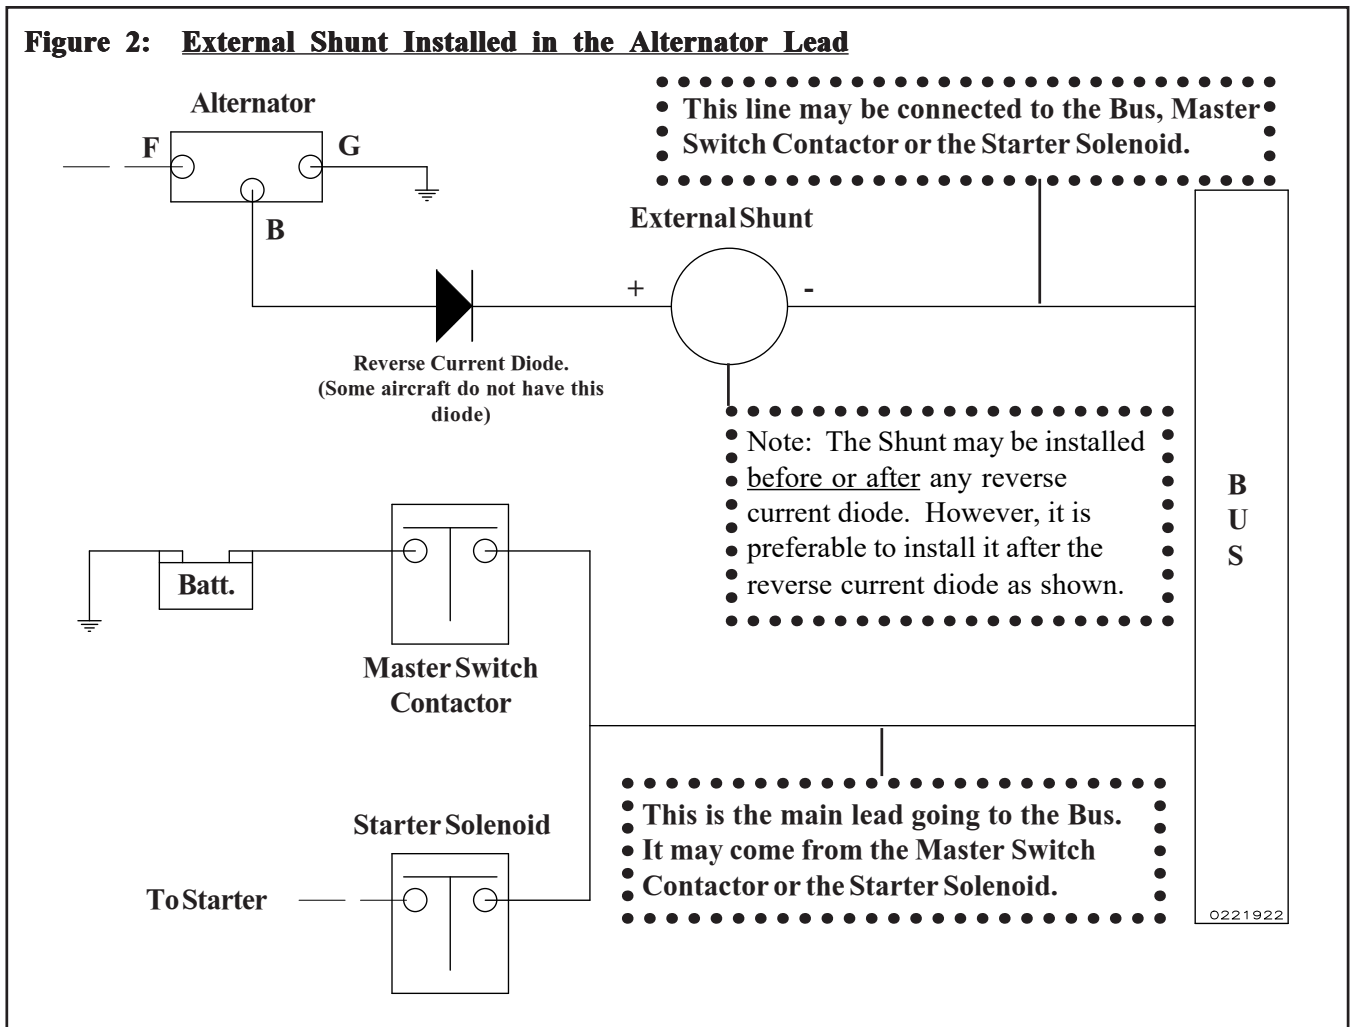 Figure 2: External Shunt Installed in the Alternator Lead
Alternator
F
G
B
This line may be connected to the Bus, Master
Switch Contactor or the Starter Solenoid.
External Shunt
+
-
Reverse Current Diode.
(Some aircraft do not have this
diode)
Note: The Shunt may be installed
before or after any reverse
current diode. However, it is
preferable to install it after the
reverse current diode as shown.
B
U
S
Batt.
Master Switch
Contactor
Starter Solenoid
To Starter
This is the main lead going to the Bus.
It may come from the Master Switch
Contactor or the Starter Solenoid.
0221922